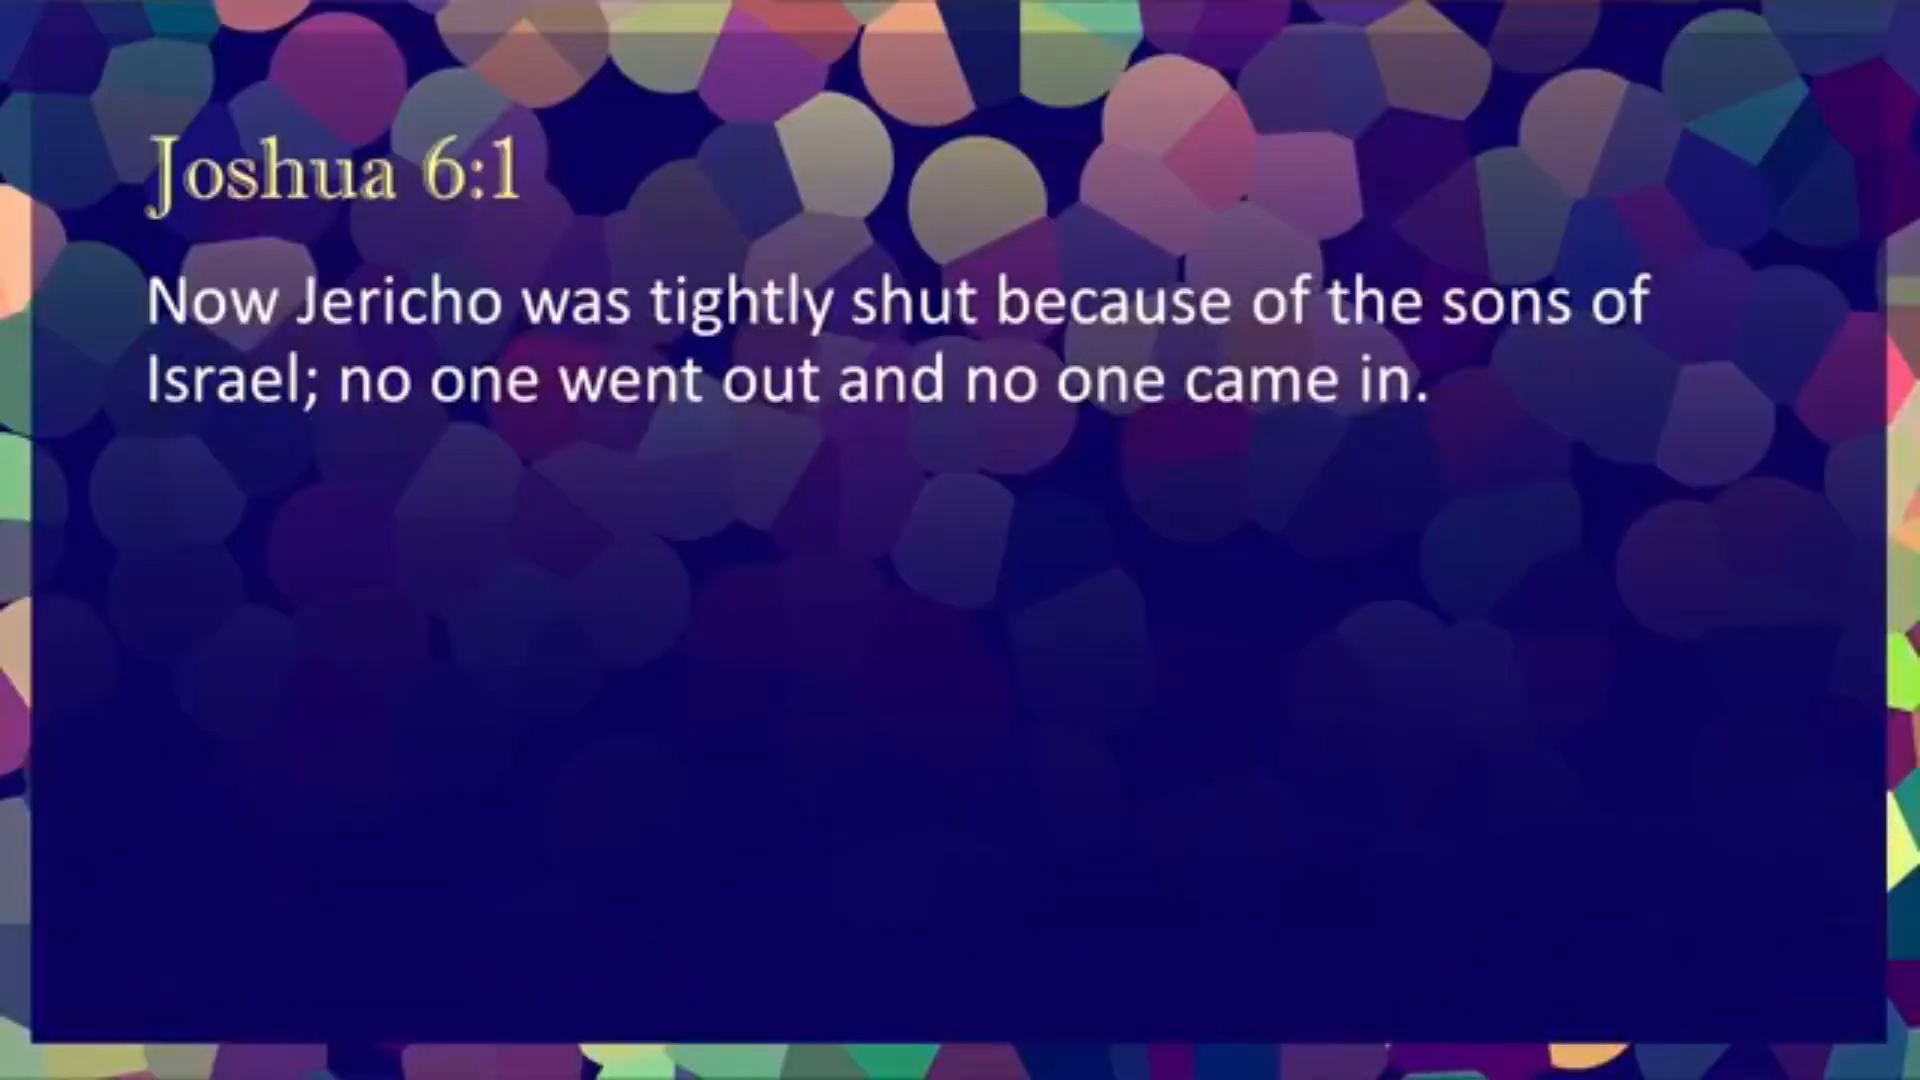 Joshua 6:1
Now Jericho was tightly shut because of the sons of
Israel; no one went out and no one came in.